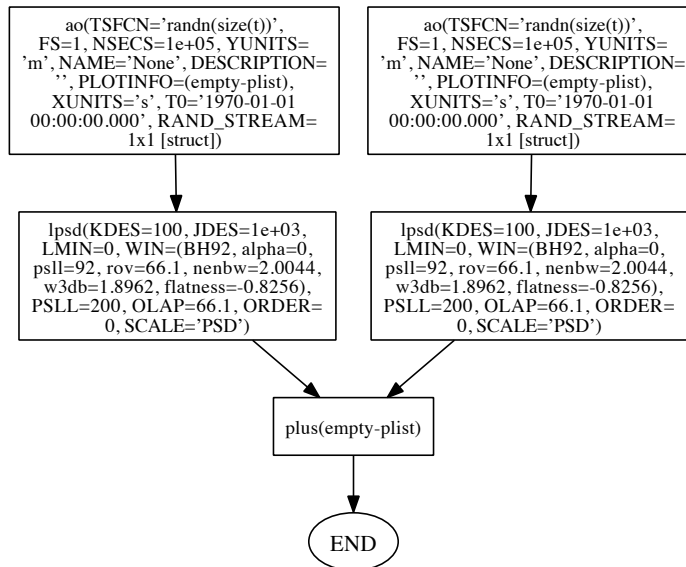 ao(TSFCN='randn(size(t))',
FS=1, NSECS=1e+05, YUNITS=
'm', NAME='None', DESCRIPTION=
'', PLOTINFO=(empty-plist),
XUNITS='s', T0='1970-01-01
00:00:00.000', RAND_STREAM=
1x1 [struct])
ao(TSFCN='randn(size(t))',
FS=1, NSECS=1e+05, YUNITS=
'm', NAME='None', DESCRIPTION=
'', PLOTINFO=(empty-plist),
XUNITS='s', T0='1970-01-01
00:00:00.000', RAND_STREAM=
1x1 [struct])
lpsd(KDES=100, JDES=1e+03,
LMIN=0, WIN=(BH92, alpha=0,
psll=92, rov=66.1, nenbw=2.0044,
w3db=1.8962, flatness=-0.8256),
PSLL=200, OLAP=66.1, ORDER=
0, SCALE='PSD')
lpsd(KDES=100, JDES=1e+03,
LMIN=0, WIN=(BH92, alpha=0,
psll=92, rov=66.1, nenbw=2.0044,
w3db=1.8962, flatness=-0.8256),
PSLL=200, OLAP=66.1, ORDER=
0, SCALE='PSD')
plus(empty-plist)
END